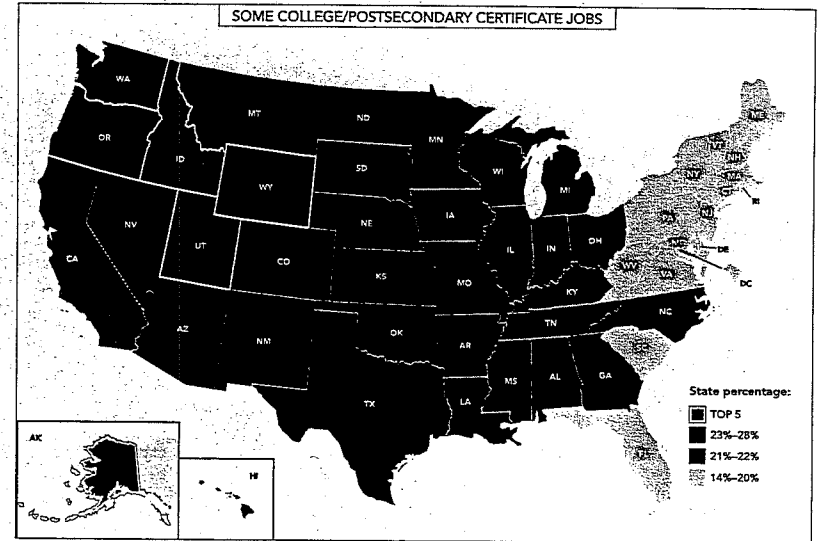 SOME COLLEGE/POSTSECONDARY CERTIFICATE JOBS
WA
MT
ND
MN
OR
ID
SD
WI
MI
WY
IA
NE
NV
UT
CO
IL
IN
OH
CA
KS
MO
KY
AZ
NM
OK
TN
NC
AR
MS
AL
GA
TX
LA
ME
VT
NH
NY
MA
CT
RI
PA
NJ
MD
DE
WV
VA
DC
SC
FL
State percentage:
TOP 5
23%–28%
21%–22%
14%–20%
AK
HI